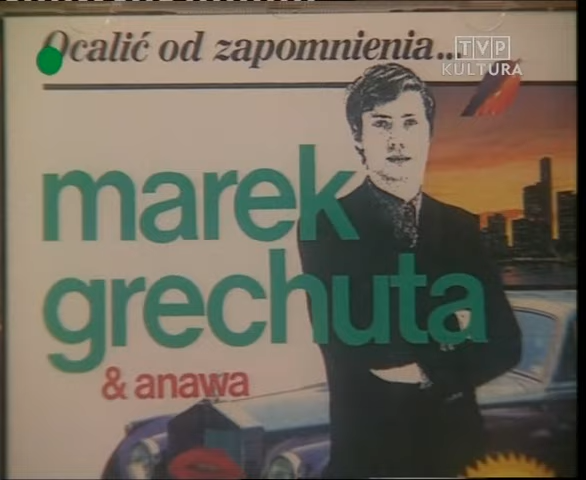 Ocalić od zapomnienia...
TVP
KULTURA
marek
grechuta
& anawa